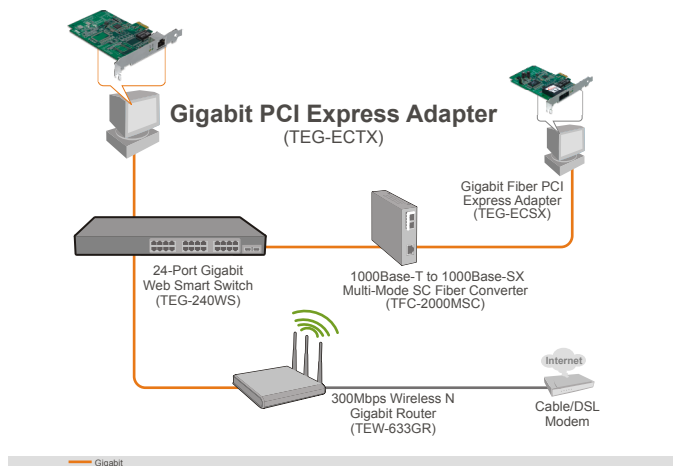 Gigabit PCI Express Adapter
(TEG-ECTX)
Gigabit Fiber PCI
Express Adapter
(TEG-ECSX)
24-Port Gigabit
Web Smart Switch
(TEG-240WS)
1000Base-T to 1000Base-SX
Multi-Mode SC Fiber Converter
(TFC-2000MSC)
Internet
300Mbps Wireless N
Gigabit Router
(TEW-633GR)
Cable/DSL
Modem
Gigabit